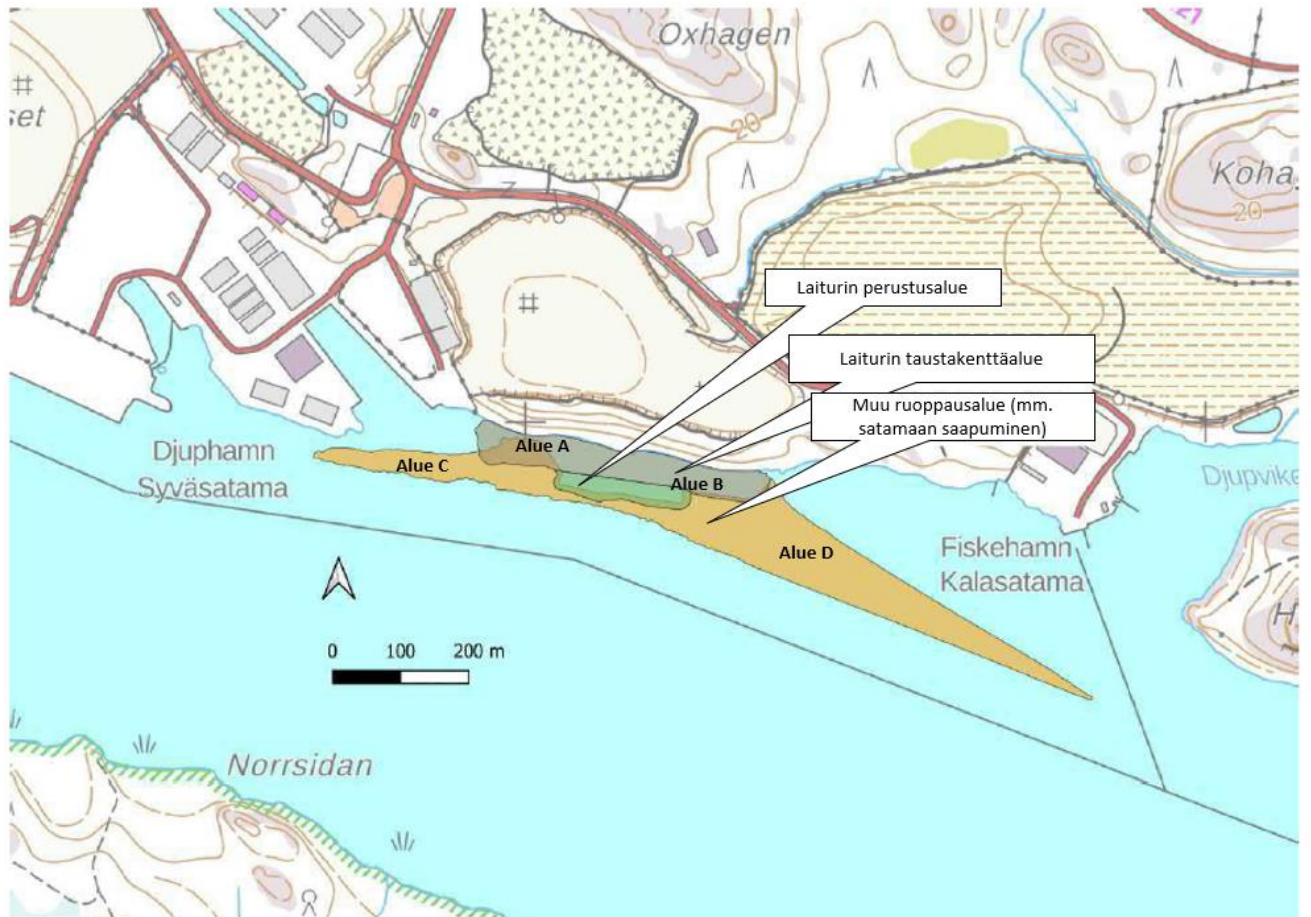 Oxhagen
set
20
Koha
20
Laiturin perustusalue
Laiturin taustakenttäalue
Muu ruoppausalue (mm.
satamaan saapuminen)
Djuphamn
Syväsatama
Alue A
Alue C
Alue B
Alue D
Djupvike
Fiskehamn
Kalasatama
H
0 100 200 m
Norrsidan